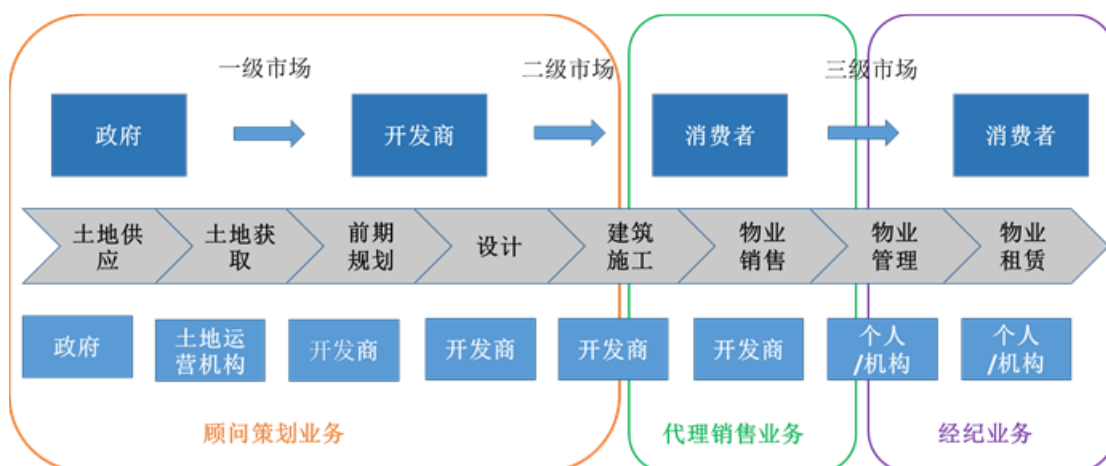 一级市场
二级市场
三级市场
政府
开发商
消费者
消费者
土地供
应
土地获
取
前期
规划
设计
建筑
施工
物业
销售
物业
管理
物业
租赁
政府
土地运
营机构
开发商
开发商
开发商
开发商
个人
/机构
个人
/机构
顾问策划业务
代理销售业务
经纪业务